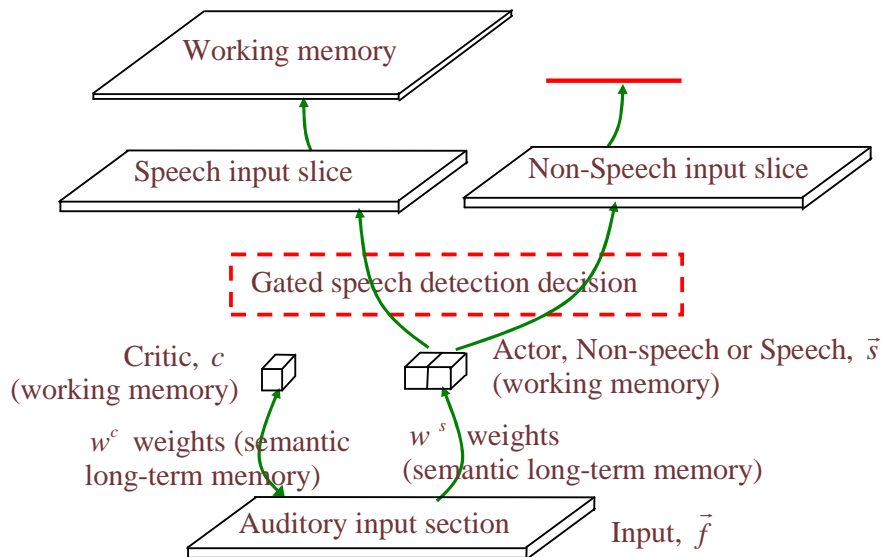 Working memory
Speech input slice
Non-Speech input slice
Gated speech detection decision
Critic, c
(working memory)
Actor, Non-speech or Speech, s⃗
(working memory)
w^c weights (semantic
long-term memory)
w^s weights
(semantic long-term memory)
Auditory input section
Input, f⃗